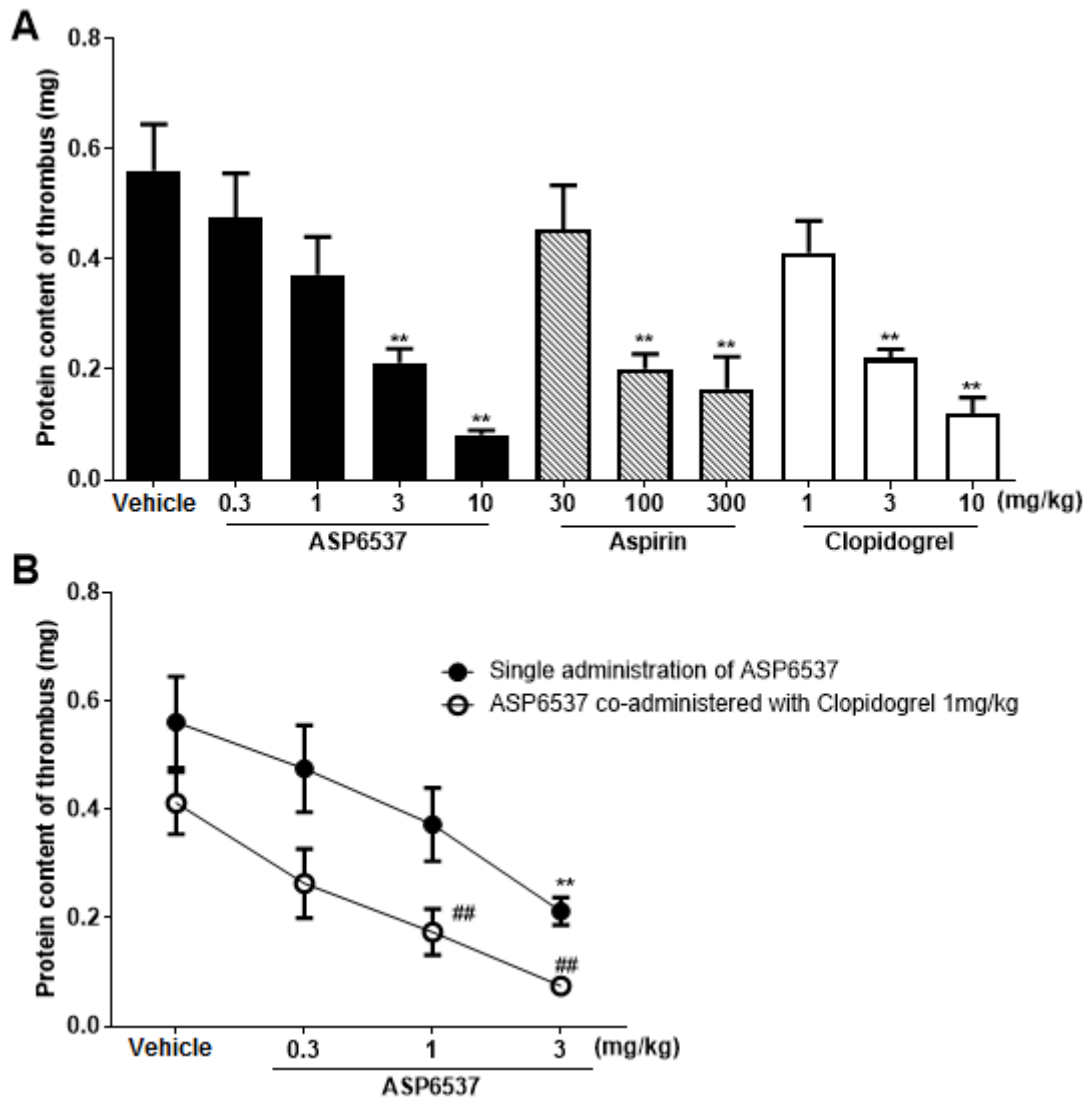 A
Protein content of thrombus (mg)
0.8
0.6
0.4
0.2
0.0
** ** ** ** ** **
Vehicle 0.3 1 3 10 30 100 300 1 3 10 (mg/kg)
ASP6537 Aspirin Clopidogrel
B
Protein content of thrombus (mg)
0.8
0.6
0.4
0.2
0.0
Single administration of ASP6537
ASP6537 co-administered with Clopidogrel 1mg/kg
**
##
##
Vehicle 0.3 1 3 (mg/kg)
ASP6537